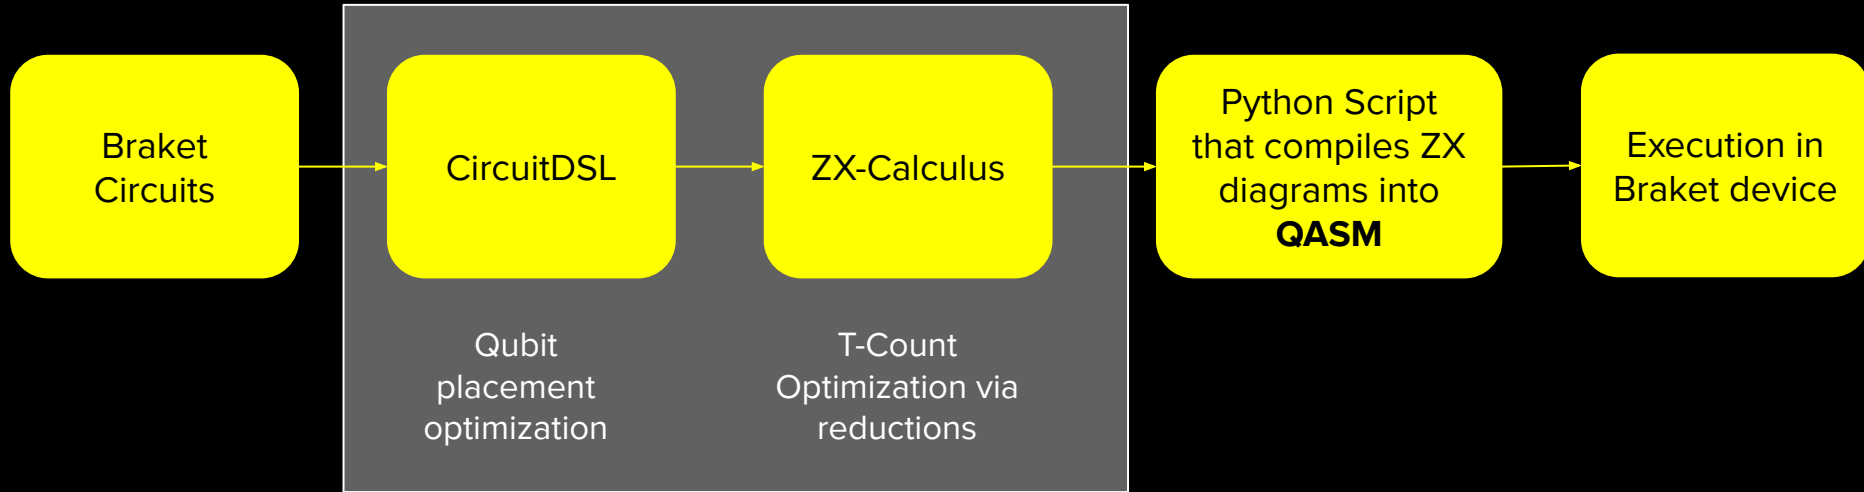 Braket
Circuits
CircuitDSL
ZX-Calculus
Python Script
that compiles ZX
diagrams into
QASM
Execution in
Braket device
Qubit
placement
optimization
T-Count
Optimization via
reductions